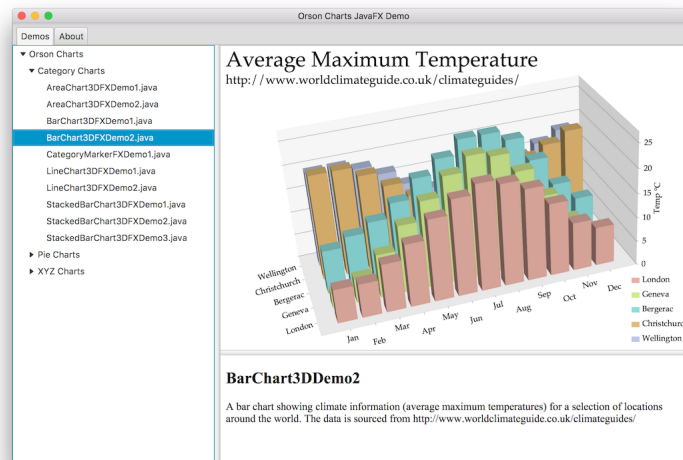 Orson Charts JavaFX Demo
Demos About
Orson Charts
Category Charts
AreaChart3DFXDemo1.java
AreaChart3DFXDemo2.java
BarChart3DFXDemo1.java
BarChart3DFXDemo2.java
CategoryMarkerFXDemo1.java
LineChart3DFXDemo1.java
LineChart3DFXDemo2.java
StackedBarChart3DFXDemo1.java
StackedBarChart3DFXDemo2.java
StackedBarChart3DFXDemo3.java
Pie Charts
XYZ Charts
Average Maximum Temperature
http://www.worldclimateguide.co.uk/climateguides/
25
20
15
10
5
0
Temp °C
Wellington
Christchurch
Bergerac
Geneva
London
Jan
Feb
Mar
Apr
May
Jun
Jul
Aug
Sep
Oct
Nov
Dec
London
Geneva
Bergerac
Christchurc
Wellington
BarChart3DDemo2
A bar chart showing climate information (average maximum temperatures) for a selection of locations
around the world. The data is sourced from http://www.worldclimateguide.co.uk/climateguides/